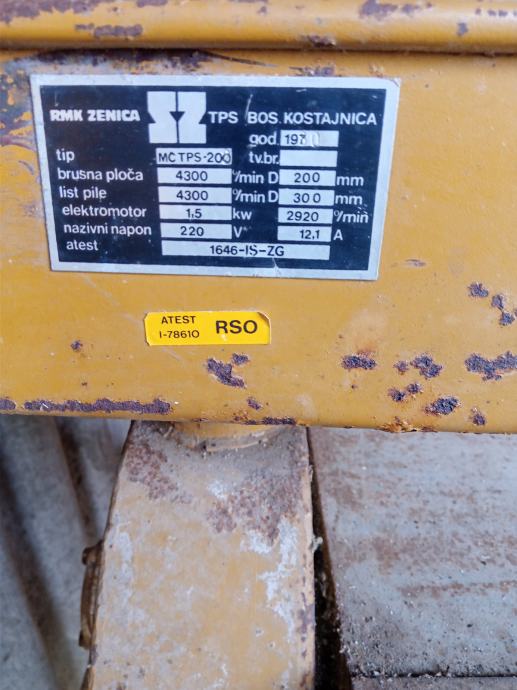 RMK ZENICA TPS BOS. KOSTAJNICA
god. 1980
tip MČTPS-200 tv.br.
brusna ploča 4300 °/min D 200 mm
list pile 4300 °/min D 300 mm
elektromotor 1,5 kw 2920 °/min
nazivni napon 220 V 12,1 A
atest 1646-IS-ZG
ATEST
I-78610 RSO